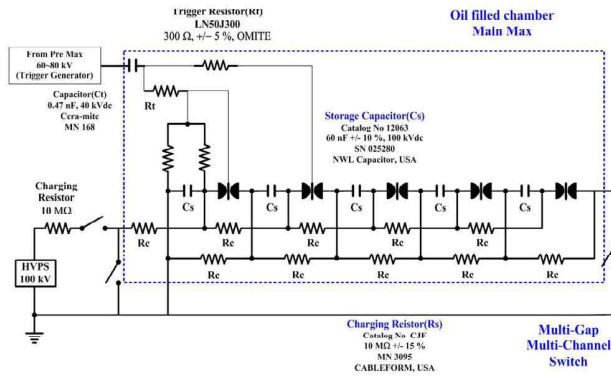 Trigger Resistor(Rt)
LN50J300
300 Ω, +/− 5 %, OMITE
Oil filled chamber
Main Max
From Pre Max
60~80 kV
(Trigger Generator)
Capacitor(Ct)
0.47 nF, 40 kVdc
Cera-mite
MN 168
Rt
Storage Capacitor(Cs)
Catalog No 12063
60 nF +/− 10 %, 100 kVdc
SN 025280
NWL Capacitor, USA
Charging
Resistor
10 MΩ
Cs
Cs
Cs
Cs
Cs
Rc
Rc
Rc
Rc
Rc
HVPS
100 kV
Rc
Rc
Rc
Rc
Rc
Charging Resistor(Rs)
Catalog No CJF
10 MΩ +/− 15 %
MN 3095
CABLEFORM, USA
Multi-Gap
Multi-Channel
Switch